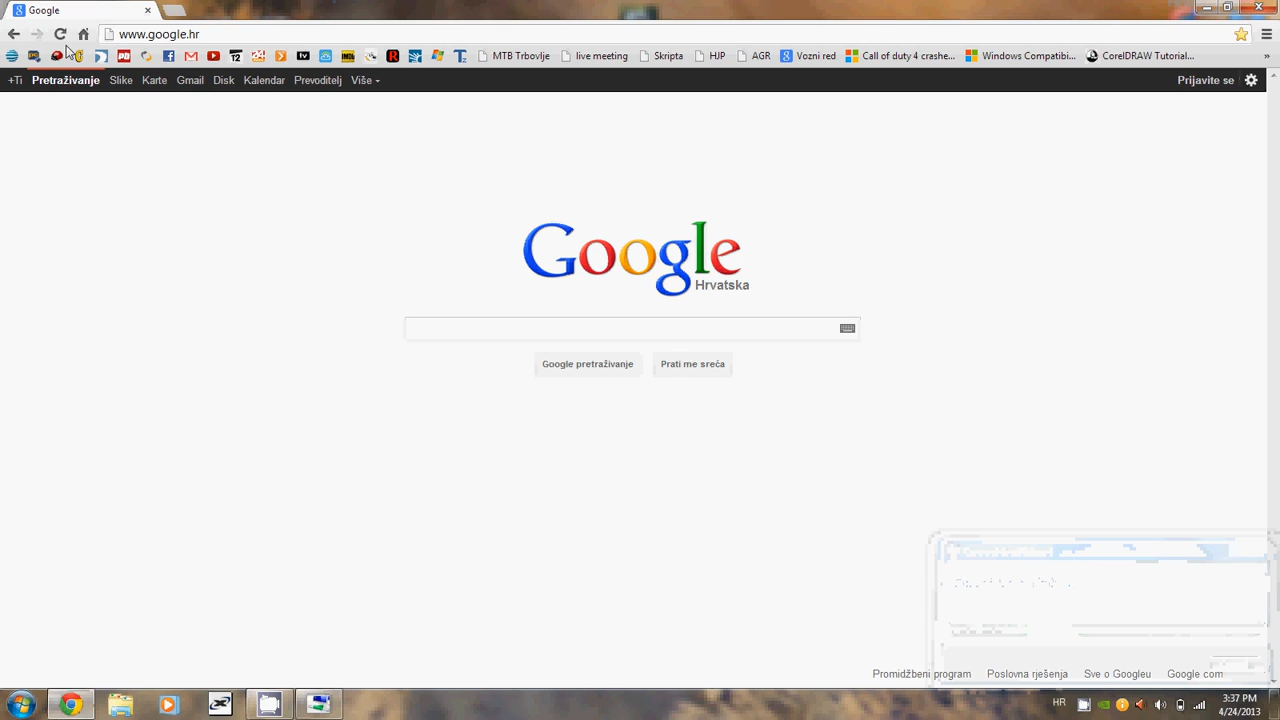 Google
www.google.hr
MTB Trbovlje
live meeting
Skripta
HJP
AGR
Vozni red
Call of duty 4 crashe...
Windows Compatibi...
CorelDRAW Tutorial...
»
+Ti Pretraživanje Slike Karte Gmail Disk Kalendar Prevoditelj Više
Prijavite se
Google
Hrvatska
Google pretraživanje
Prati me sreća
Promidžbeni program Poslovna rješenja Sve o Googleu Google com
HR
3:37 PM
4/24/2013